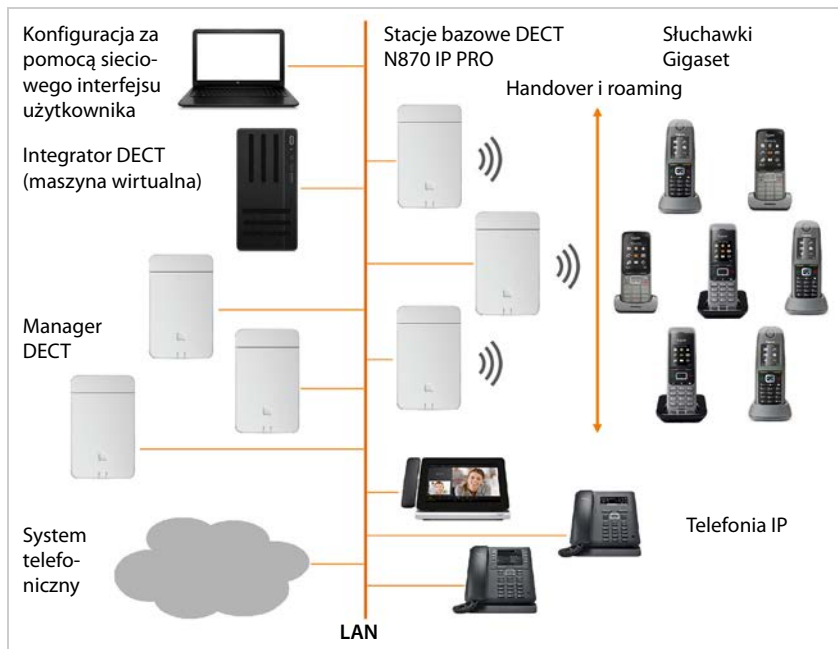 Konfiguracja za
pomocą siecio-
wego interfejsu
użytkownika
Integrator DECT
(maszyna wirtualna)
Manager
DECT
System
telefo-
niczny
Stacje bazowe DECT
N870 IP PRO
Handover i roaming
Słuchawki
Gigaset
Telefonia IP
LAN